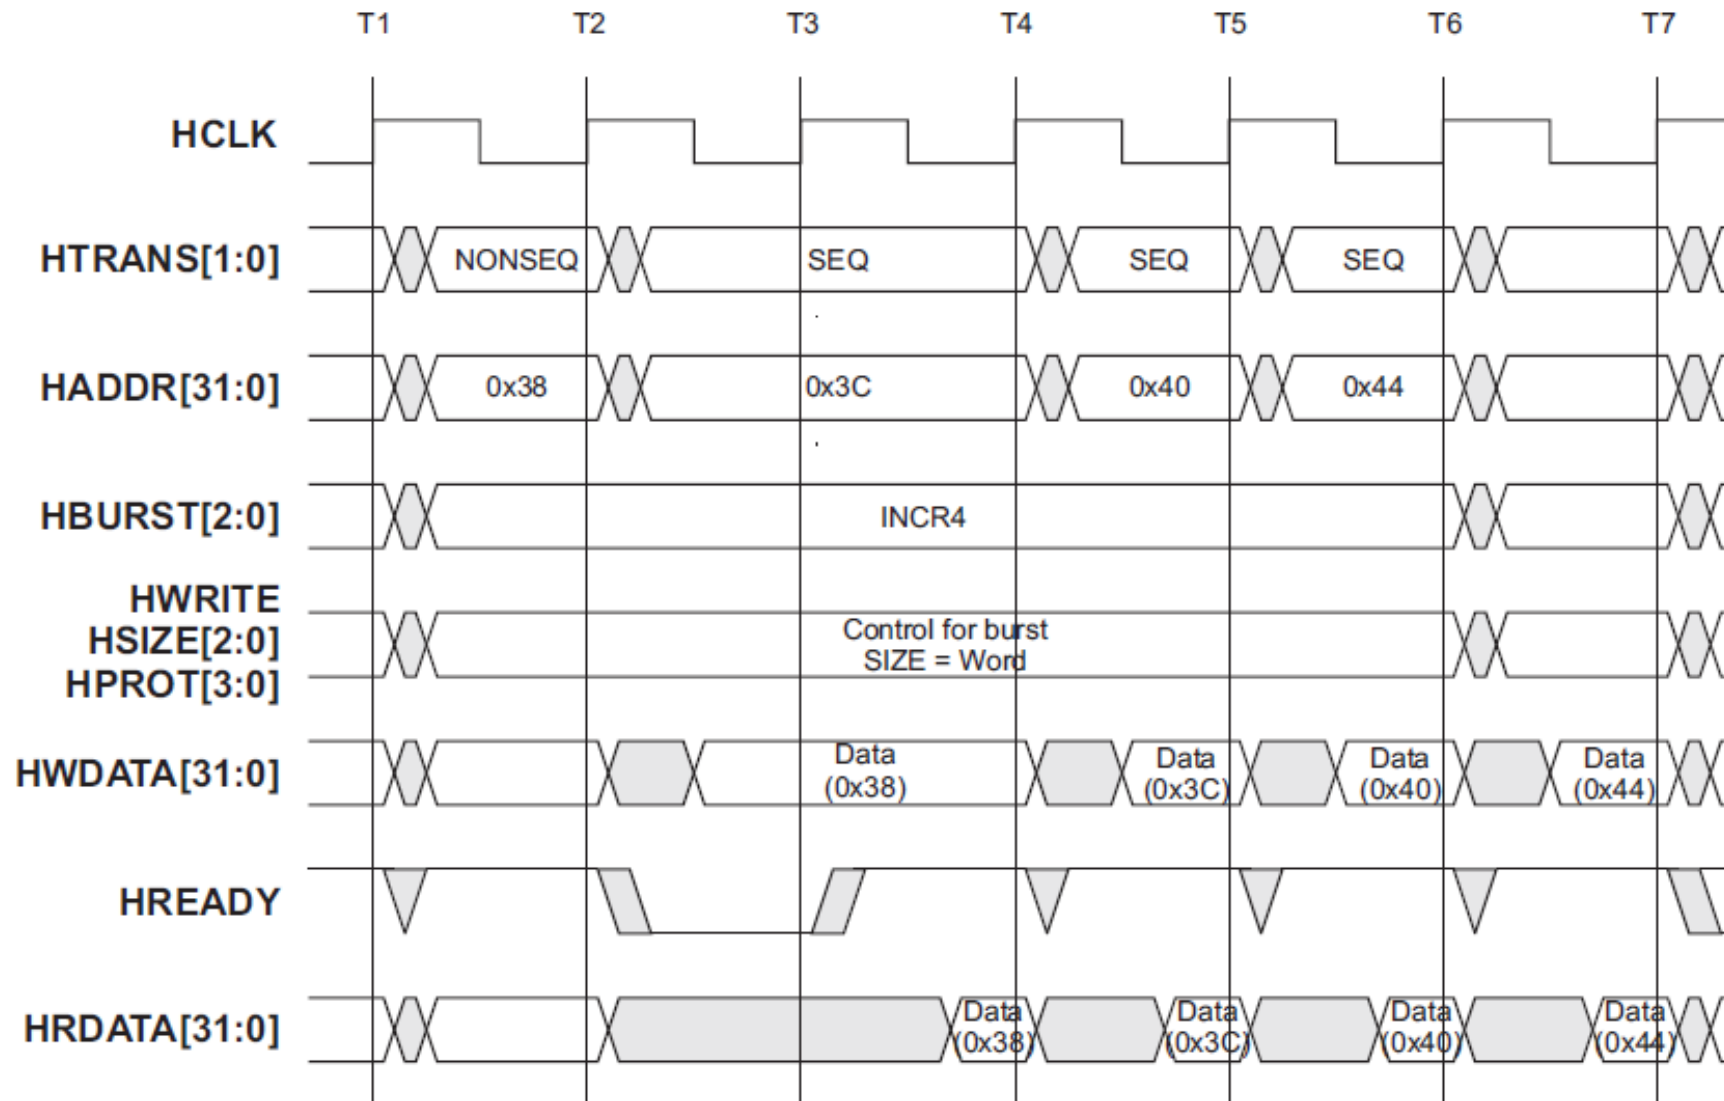 T1 T2 T3 T4 T5 T6 T7
HCLK
HTRANS[1:0] NONSEQ SEQ SEQ SEQ
HADDR[31:0] 0x38 0x3C 0x40 0x44
HBURST[2:0] INCR4
HWRITE
HSIZE[2:0]
HPROT[3:0]
Control for burst
SIZE = Word
HWDATA[31:0]
Data
(0x38)
Data
(0x3C)
Data
(0x40)
Data
(0x44)
HREADY
HRDATA[31:0]
Data
(0x38)
Data
(0x3C)
Data
(0x40)
Data
(0x44)